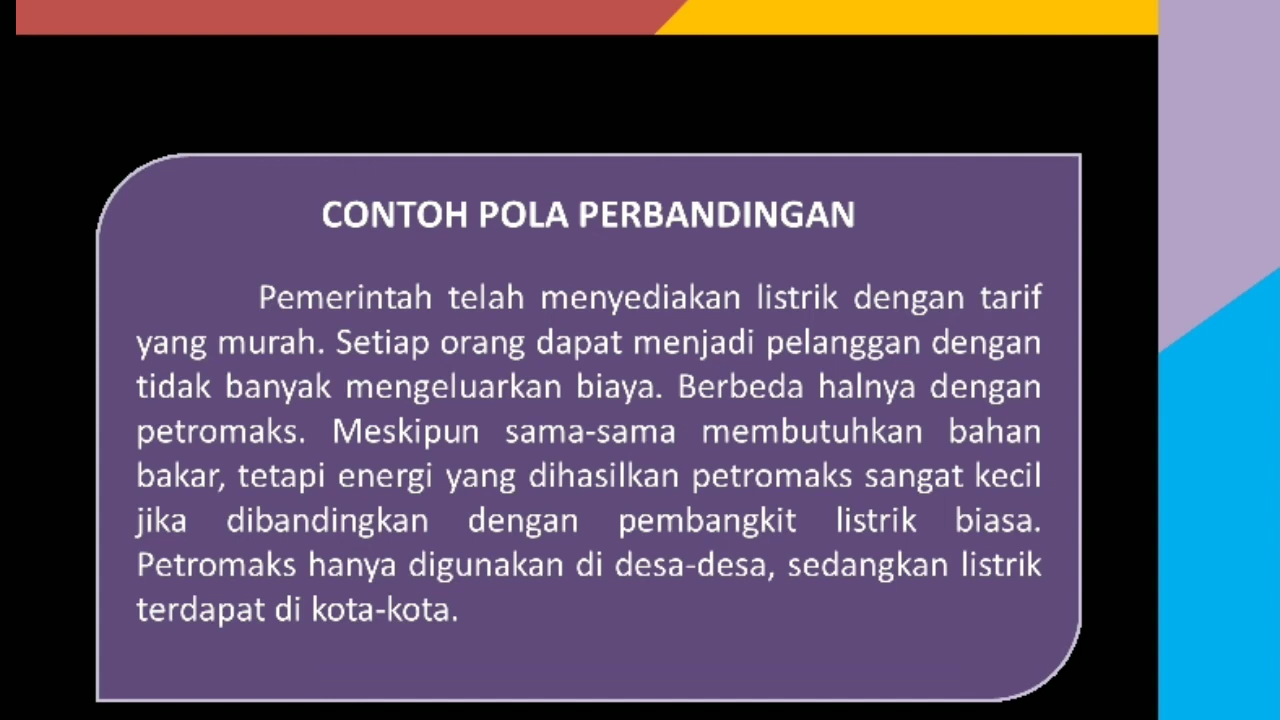 CONTOH POLA PERBANDINGAN
Pemerintah telah menyediakan listrik dengan tarif
yang murah. Setiap orang dapat menjadi pelanggan dengan
tidak banyak mengeluarkan biaya. Berbeda halnya dengan
petromaks. Meskipun sama-sama membutuhkan bahan
bakar, tetapi energi yang dihasilkan petromaks sangat kecil
jika dibandingkan dengan pembangkit listrik biasa.
Petromaks hanya digunakan di desa-desa, sedangkan listrik
terdapat di kota-kota.